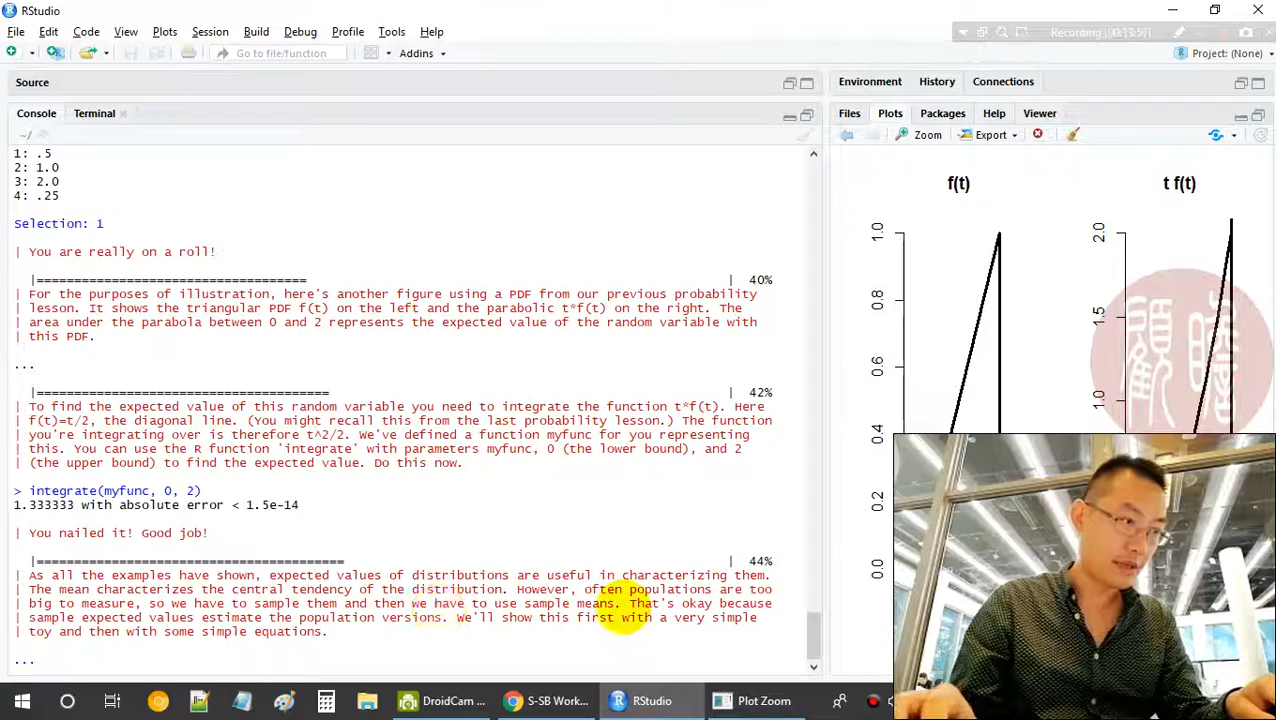 RStudio
File Edit Code View Plots Session Build Debug Profile Tools Help
Recording [00:13:57]
Go to file/function
Addins
Project: (None)
Source
Environment History Connections
Console Terminal
Files Plots Packages Help Viewer
~/
Zoom Export
1: .5
2: 1.0
3: 2.0
4: .25
Selection: 1
| You are really on a roll!
|==================================== | 40%
| For the purposes of illustration, here's another figure using a PDF from our previous probability
| lesson. It shows the triangular PDF f(t) on the left and the parabolic t*f(t) on the right. The
| area under the parabola between 0 and 2 represents the expected value of the random variable with
| this PDF.
...
|======================================= | 42%
| To find the expected value of this random variable you need to integrate the function t*f(t). Here
| f(t)=t/2, the diagonal line. (You might recall this from the last probability lesson.) The function
| you're integrating over is therefore t^2/2. We've defined a function myfunc for you representing
| this. You can use the R function 'integrate' with parameters myfunc, 0 (the lower bound), and 2
| (the upper bound) to find the expected value. Do this now.
> integrate(myfunc, 0, 2)
1.333333 with absolute error < 1.5e-14
| You nailed it! Good job!
|========================================= | 44%
| As all the examples have shown, expected values of distributions are useful in characterizing them.
| The mean characterizes the central tendency of the distribution. However, often populations are too
| big to measure, so we have to sample them and then we have to use sample means. That's okay because
| sample expected values estimate the population versions. We'll show this first with a very simple
| toy and then with some simple equations.
...
f(t)
1.0
0.8
0.6
0.4
0.2
0.0
t f(t)
2.0
1.5
1.0
DroidCam ...
S-SB Work...
RStudio
Plot Zoom